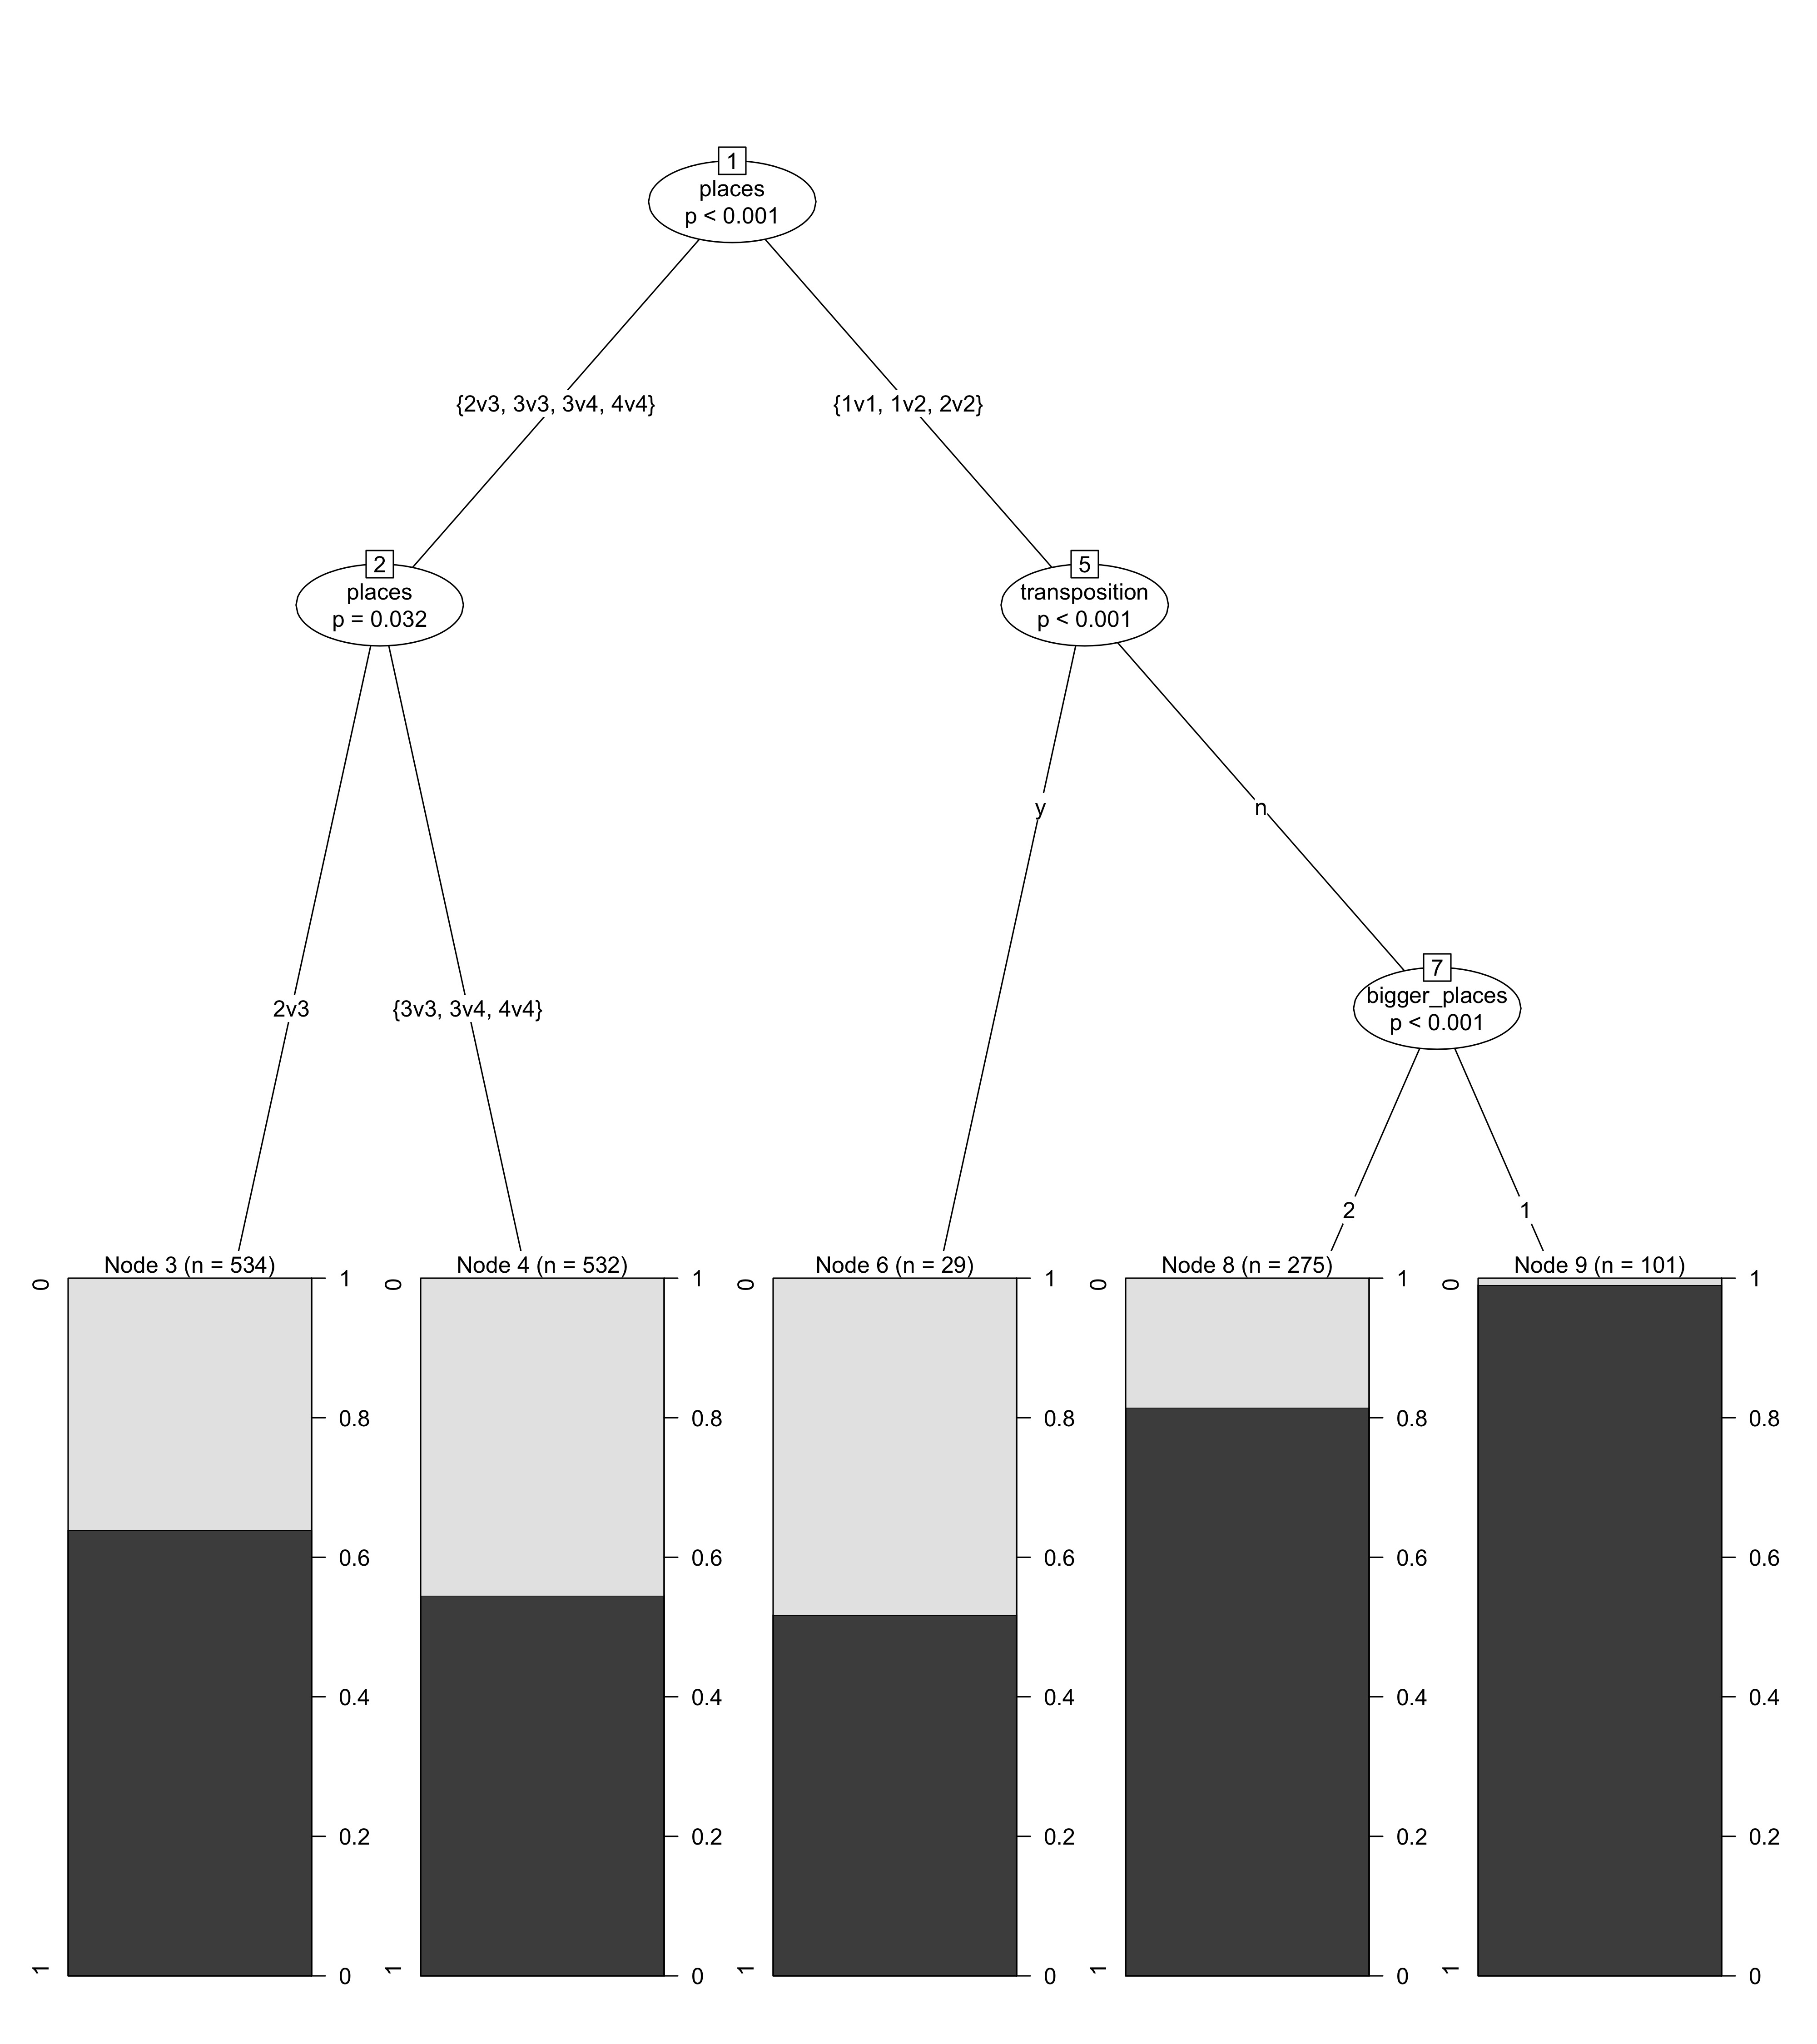 1
places
p < 0.001
{2v3, 3v3, 3v4, 4v4}
{1v1, 1v2, 2v2}
2
places
p = 0.032
5
transposition
p < 0.001
y
n
7
bigger_places
p < 0.001
2v3
{3v3, 3v4, 4v4}
2
1
Node 3 (n = 534)
0
1
1
0.8
0.6
0.4
0.2
0
Node 4 (n = 532)
0
1
1
0.8
0.6
0.4
0.2
0
Node 6 (n = 29)
0
1
1
0.8
0.6
0.4
0.2
0
Node 8 (n = 275)
0
1
1
0.8
0.6
0.4
0.2
0
Node 9 (n = 101)
0
1
1
0.8
0.6
0.4
0.2
0